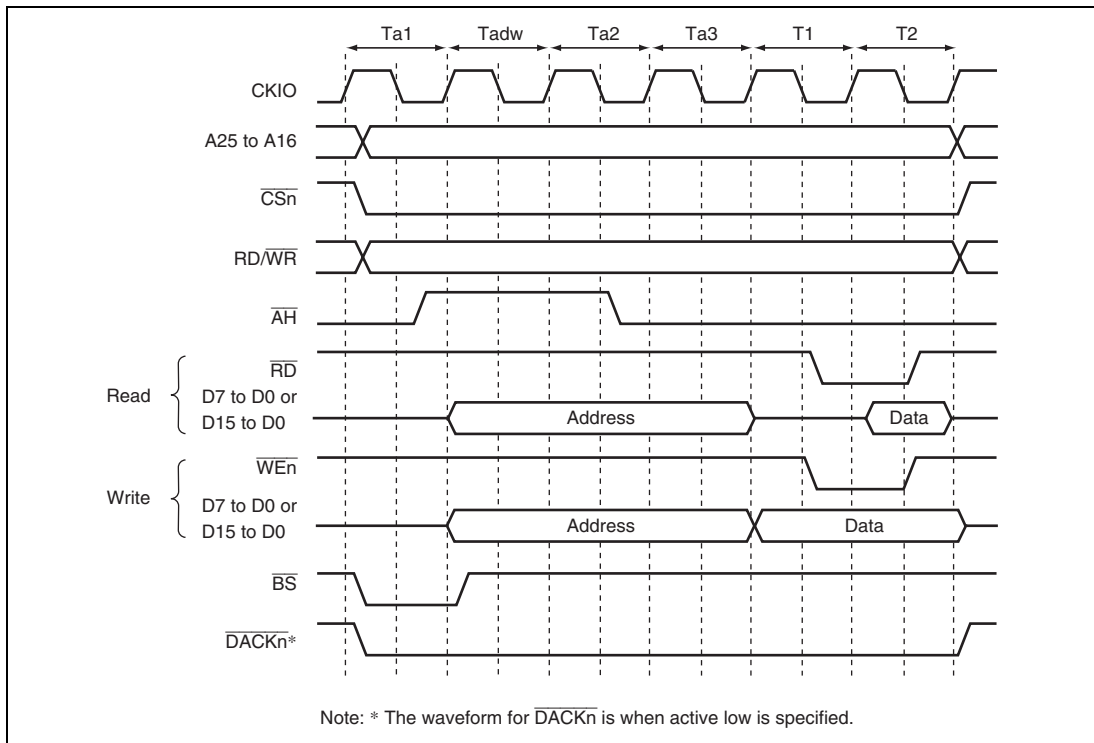 Ta1 Tadw Ta2 Ta3 T1 T2
CKIO
A25 to A16
CSn
RD/WR
AH
RD
Read
D7 to D0 or
D15 to D0
Address Data
WEn
Write
D7 to D0 or
D15 to D0
Address Data
BS
DACKn*
Note: * The waveform for DACKn is when active low is specified.